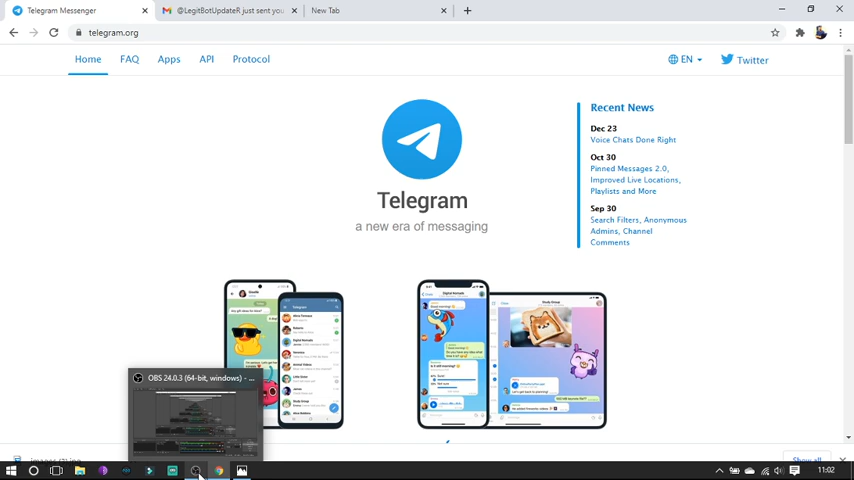 Telegram Messenger
@LegitBotUpdateR just sent you
New Tab
telegram.org
Home
FAQ
Apps
API
Protocol
EN
Twitter
Telegram
a new era of messaging
Recent News
Dec 23
Voice Chats Done Right
Oct 30
Pinned Messages 2.0,
Improved Live Locations,
Playlists and More
Sep 30
Search Filters, Anonymous
Admins, Channel
Comments
OBS 24.0.3 (64-bit, windows) - ...
Show all
11:02